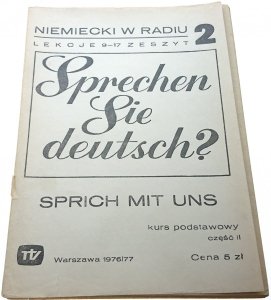 NIEMIECKI W RADIU
LEKCJE 9-17 ZESZYT 2
Sprechen
Sie
deutsch?
SPRICH MIT UNS
kurs podstawowy
część II
TV Warszawa 1976/77 Cena 5 zł